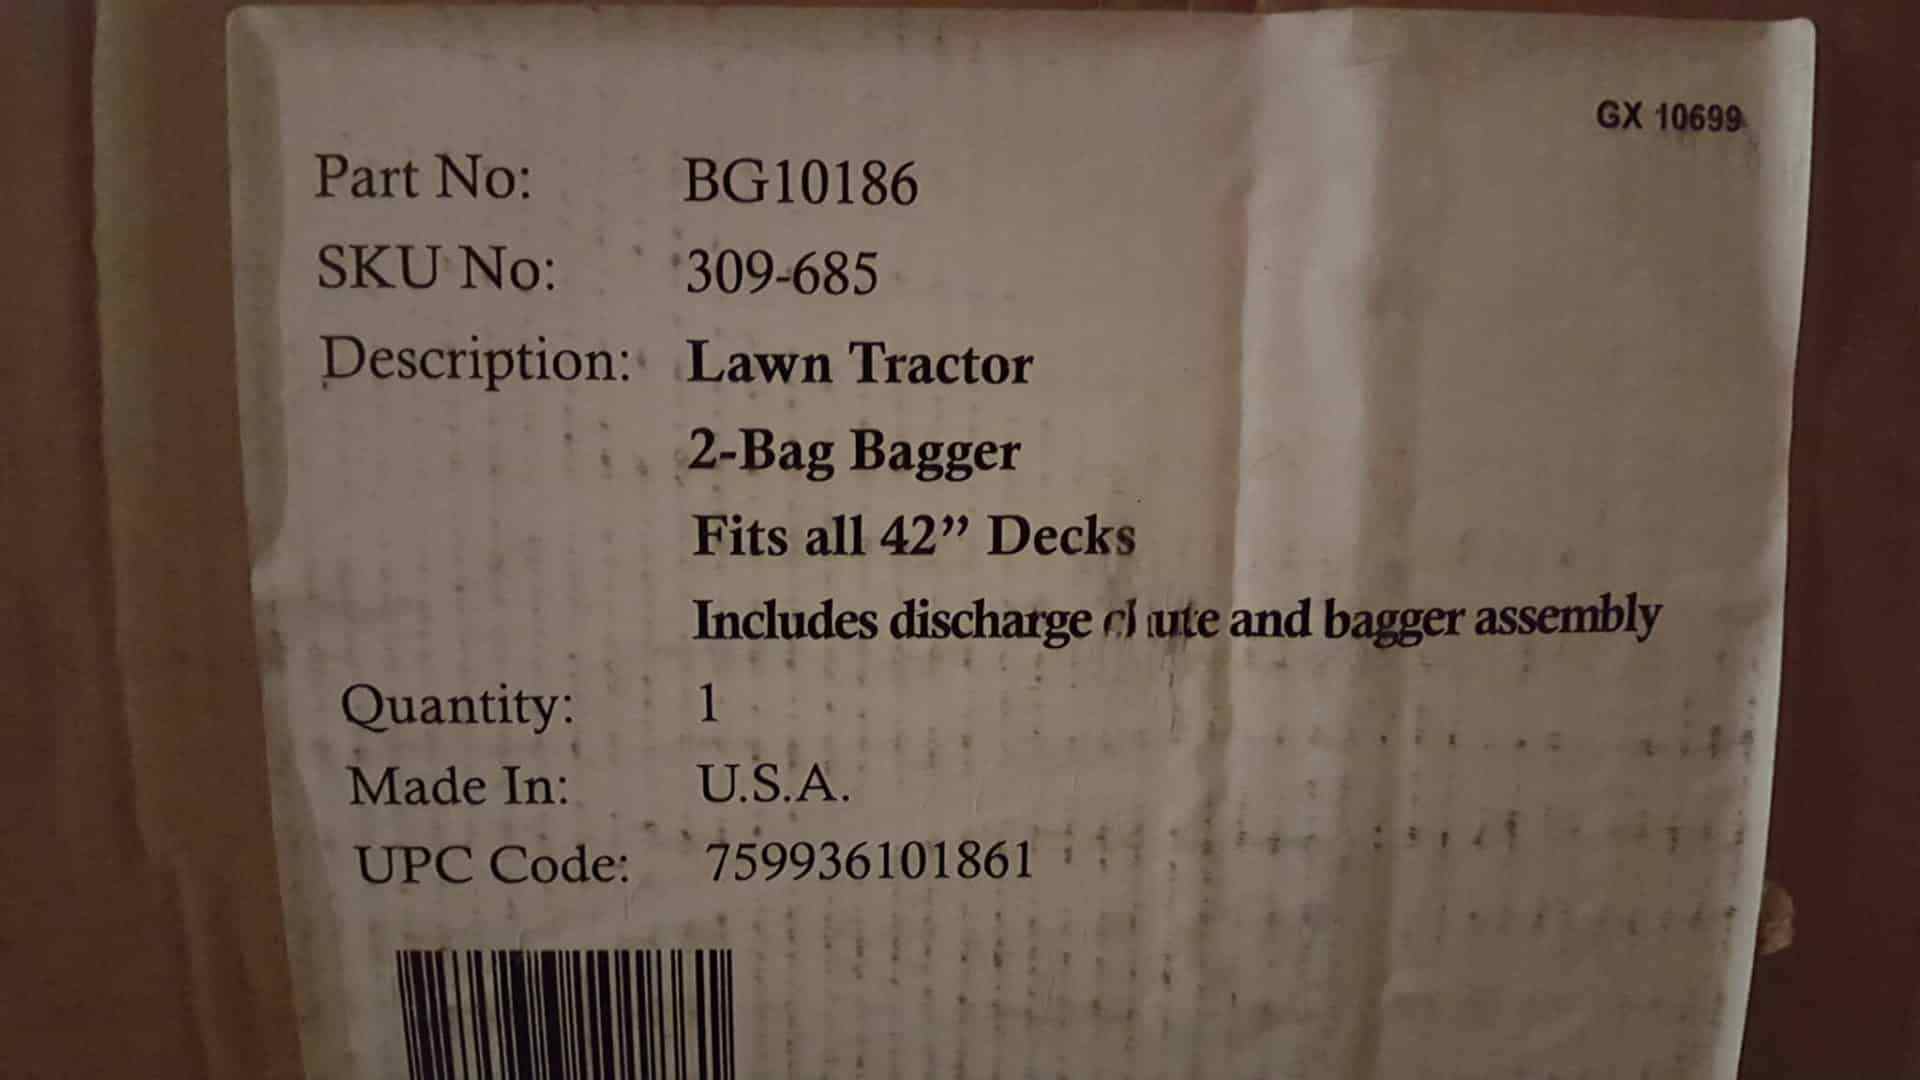 GX 10699
Part No: BG10186
SKU No: 309-685
Description: Lawn Tractor
2-Bag Bagger
Fits all 42” Decks
Includes discharge chute and bagger assembly
Quantity: 1
Made In: U.S.A.
UPC Code: 759936101861